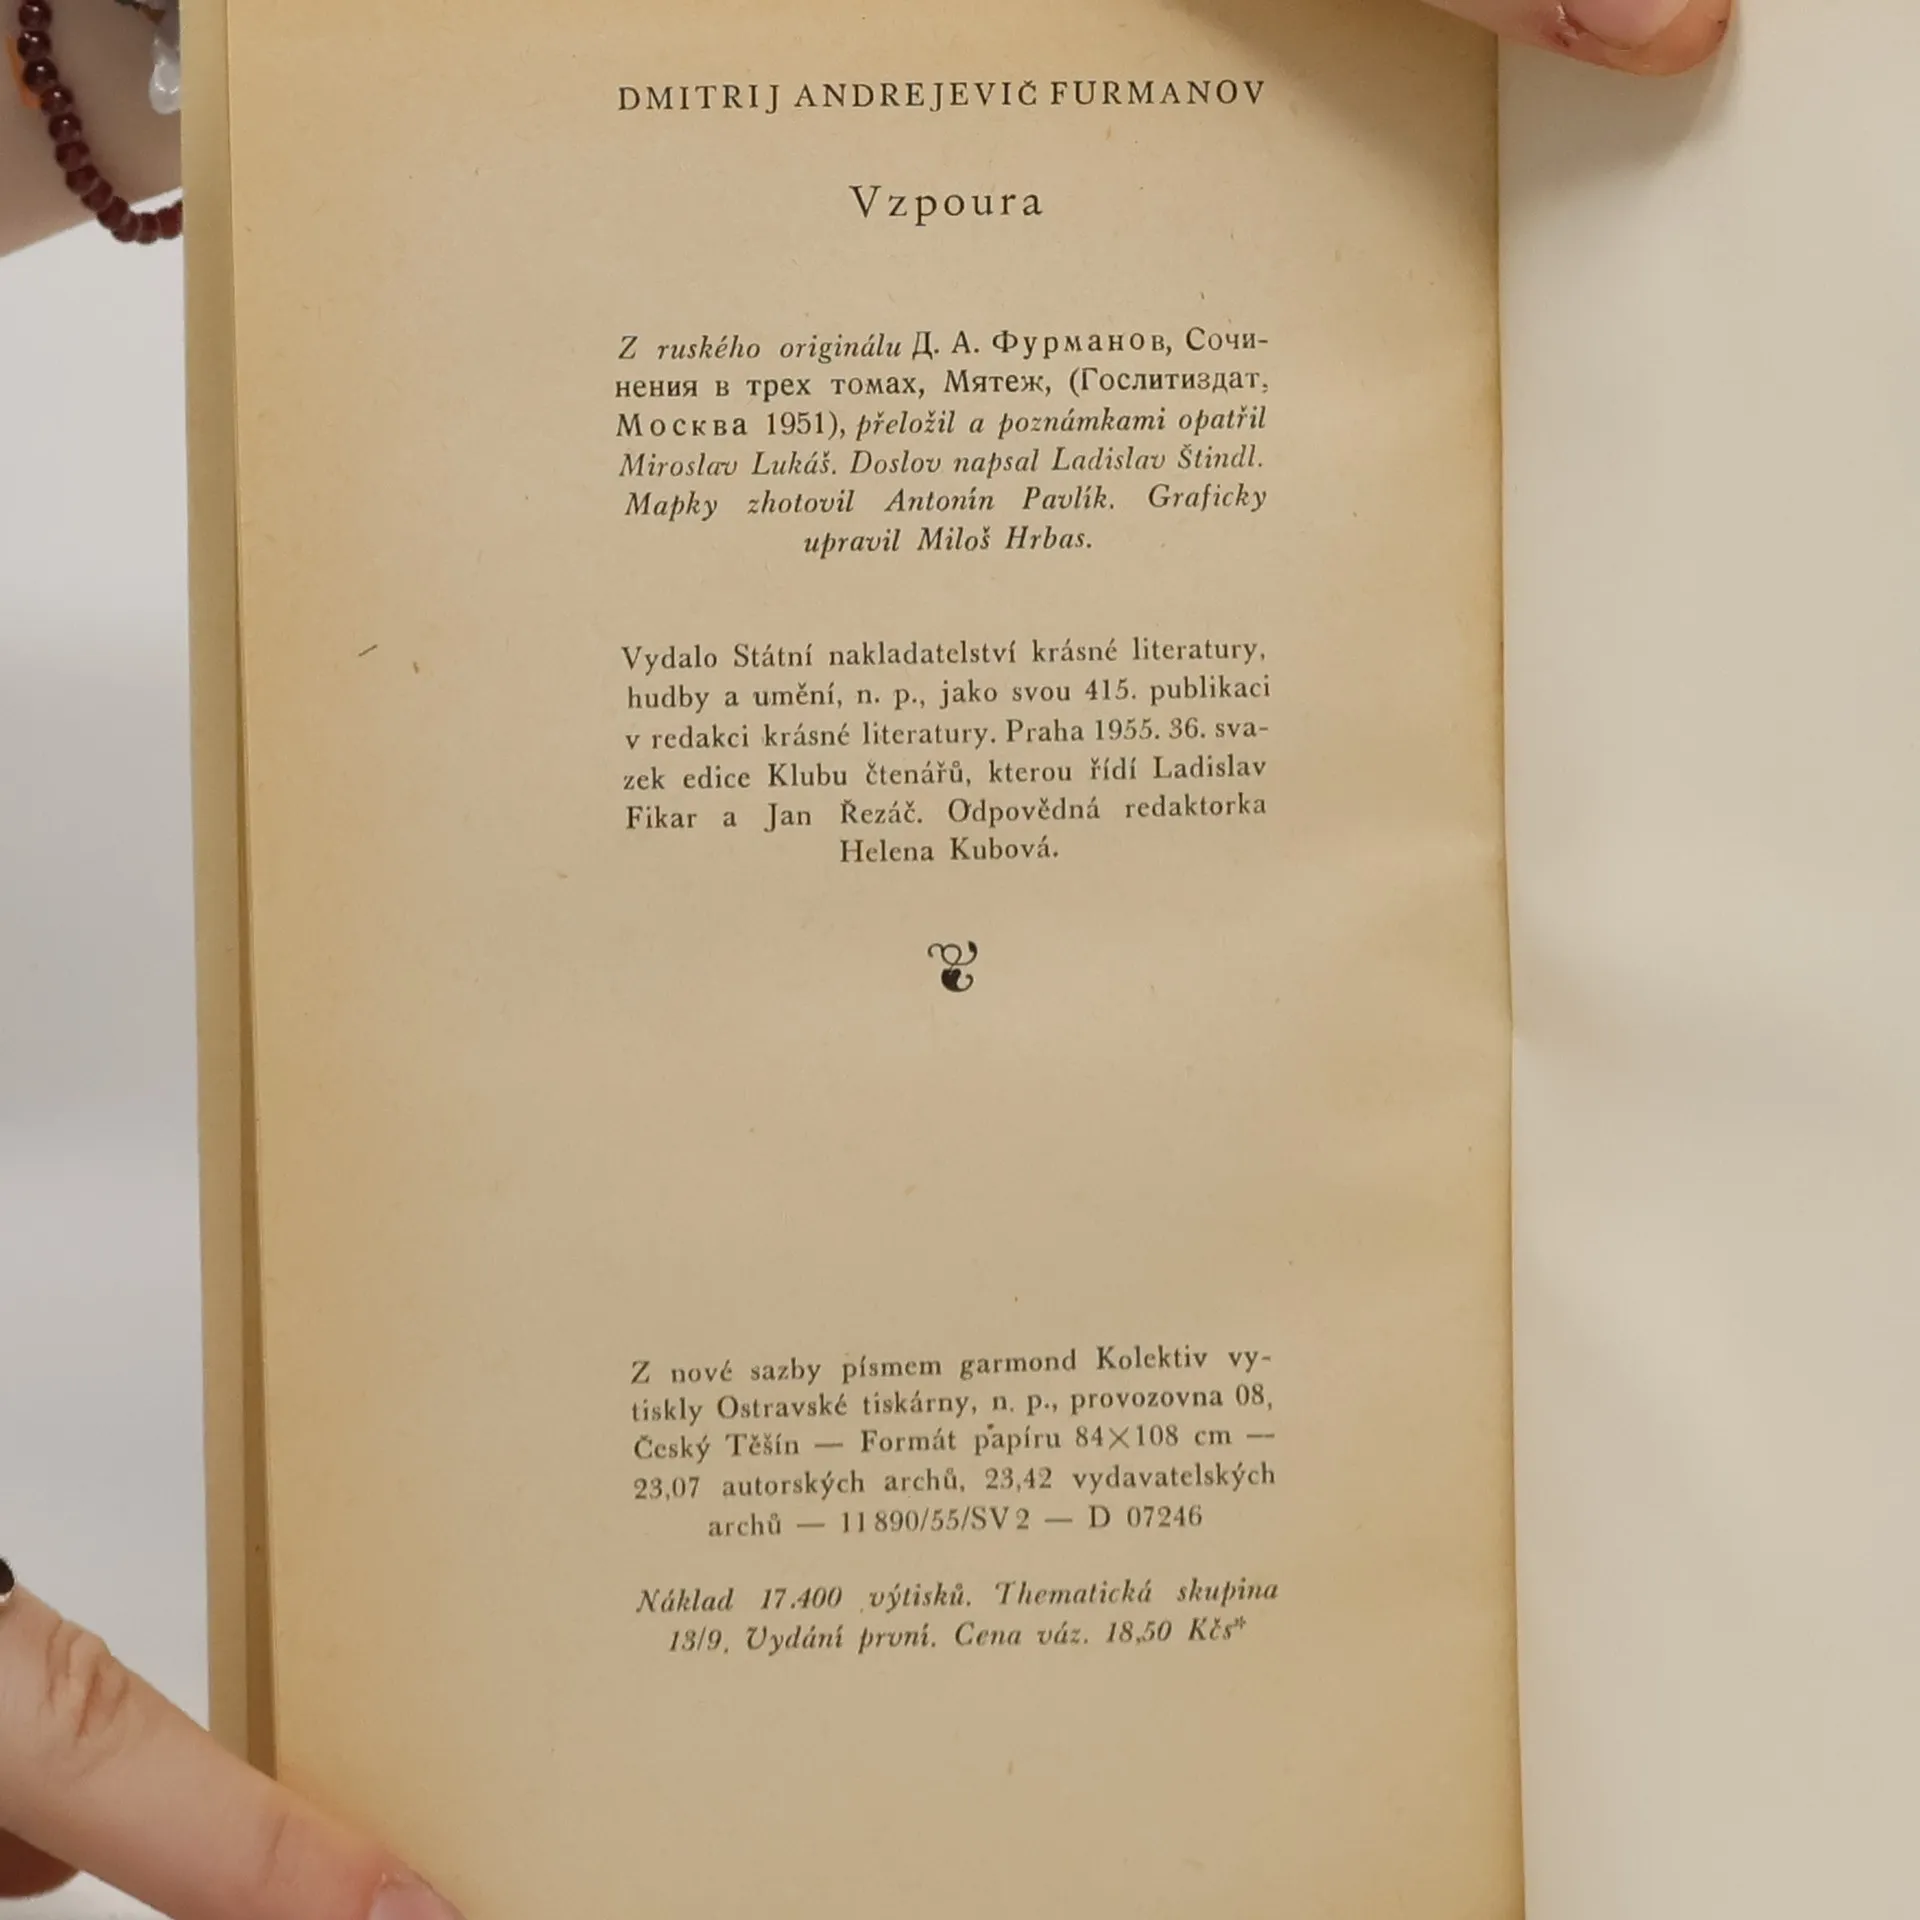 DMITRIJ ANDREJEVIČ FURMANOV
Vzpoura
Z ruského originálu Д. А. Фурманов, Сочи-
нения в трех томах, Мятеж, (Гослитиздат,
Москва 1951), přeložil a poznámkami opatřil
Miroslav Lukáš. Doslov napsal Ladislav Štindl.
Mapky zhotovil Antonín Pavlík. Graficky
upravil Miloš Hrbas.
Vydalo Státní nakladatelství krásné literatury,
hudby a umění, n. p., jako svou 415. publikaci
v redakci krásné literatury. Praha 1955. 36. sva-
zek edice Klubu čtenářů, kterou řídí Ladislav
Fikar a Jan Řezáč. Odpovědná redaktorka
Helena Kubová.
Z nové sazby písmem garmond Kolektiv vy-
tiskly Ostravské tiskárny, n. p., provozovna 08,
Český Těšín — Formát papíru 84×108 cm —
23,07 autorských archů, 23,42 vydavatelských
archů — 11 890/55/SV 2 — D 07246
Náklad 17.400 výtisků. Thematická skupina
13/9. Vydání první. Cena váz. 18,50 Kčs*